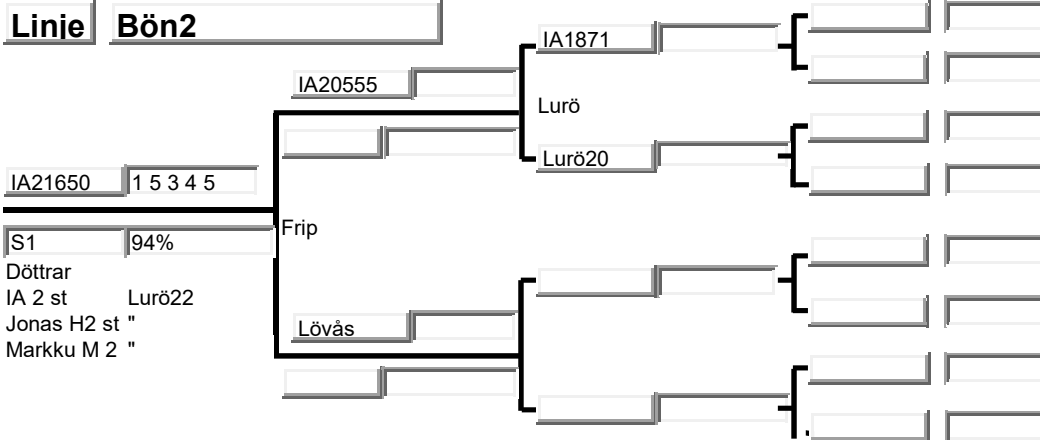 Linje Bön2
IA1871
IA20555
Lurö
Lurö20
IA21650 1 5 3 4 5
Frip
S1 94%
Döttrar
IA 2 st Lurö22
Jonas H2 st "
Markku M 2 "
Lövås